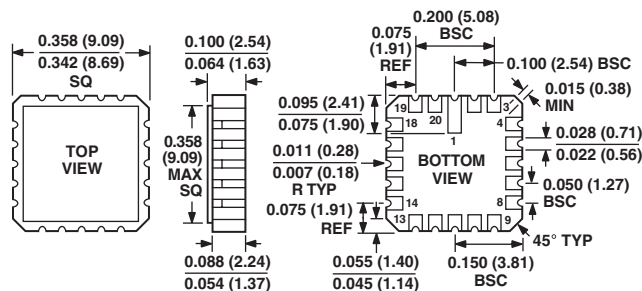 0.358 (9.09)
0.342 (8.69)
SQ
TOP
VIEW
0.100 (2.54)
0.064 (1.63)
0.358
(9.09)
MAX
SQ
0.088 (2.24)
0.054 (1.37)
0.200 (5.08)
BSC
0.075
(1.91)
REF
0.100 (2.54) BSC
0.015 (0.38)
MIN
0.095 (2.41)
0.075 (1.90)
0.011 (0.28)
0.007 (0.18)
R TYP
0.075 (1.91)
REF
0.055 (1.40)
0.045 (1.14)
19
20
3
18
4
1
BOTTOM
VIEW
14
8
13
9
0.028 (0.71)
0.022 (0.56)
0.050 (1.27)
BSC
45° TYP
0.150 (3.81)
BSC